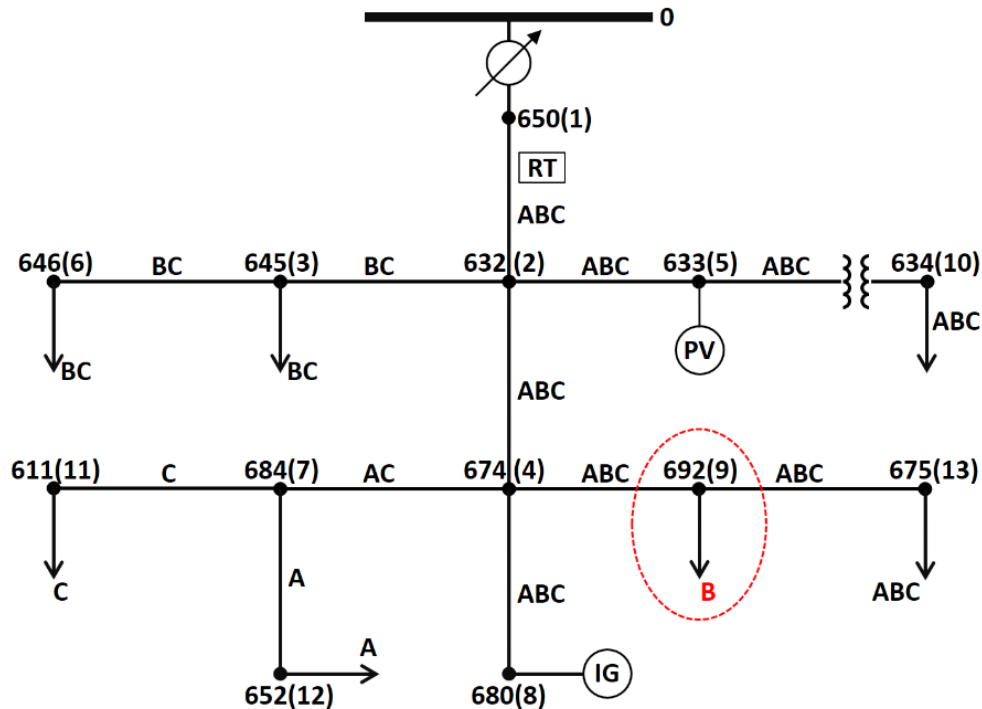 0
650(1)
RT
ABC
646(6) BC 645(3) BC 632(2) ABC 633(5) ABC 634(10)
ABC
BC BC PV
ABC
611(11) C 684(7) AC 674(4) ABC 692(9) ABC 675(13)
A ABC
C B ABC
A
652(12) 680(8) IG